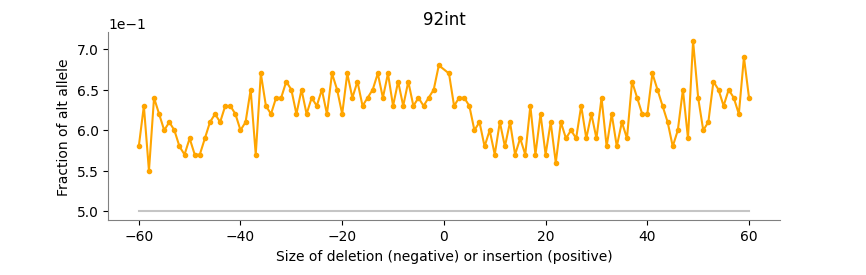 92int
1e−1
7.0
6.5
6.0
5.5
5.0
Fraction of alt allele
−60 −40 −20 0 20 40 60
Size of deletion (negative) or insertion (positive)